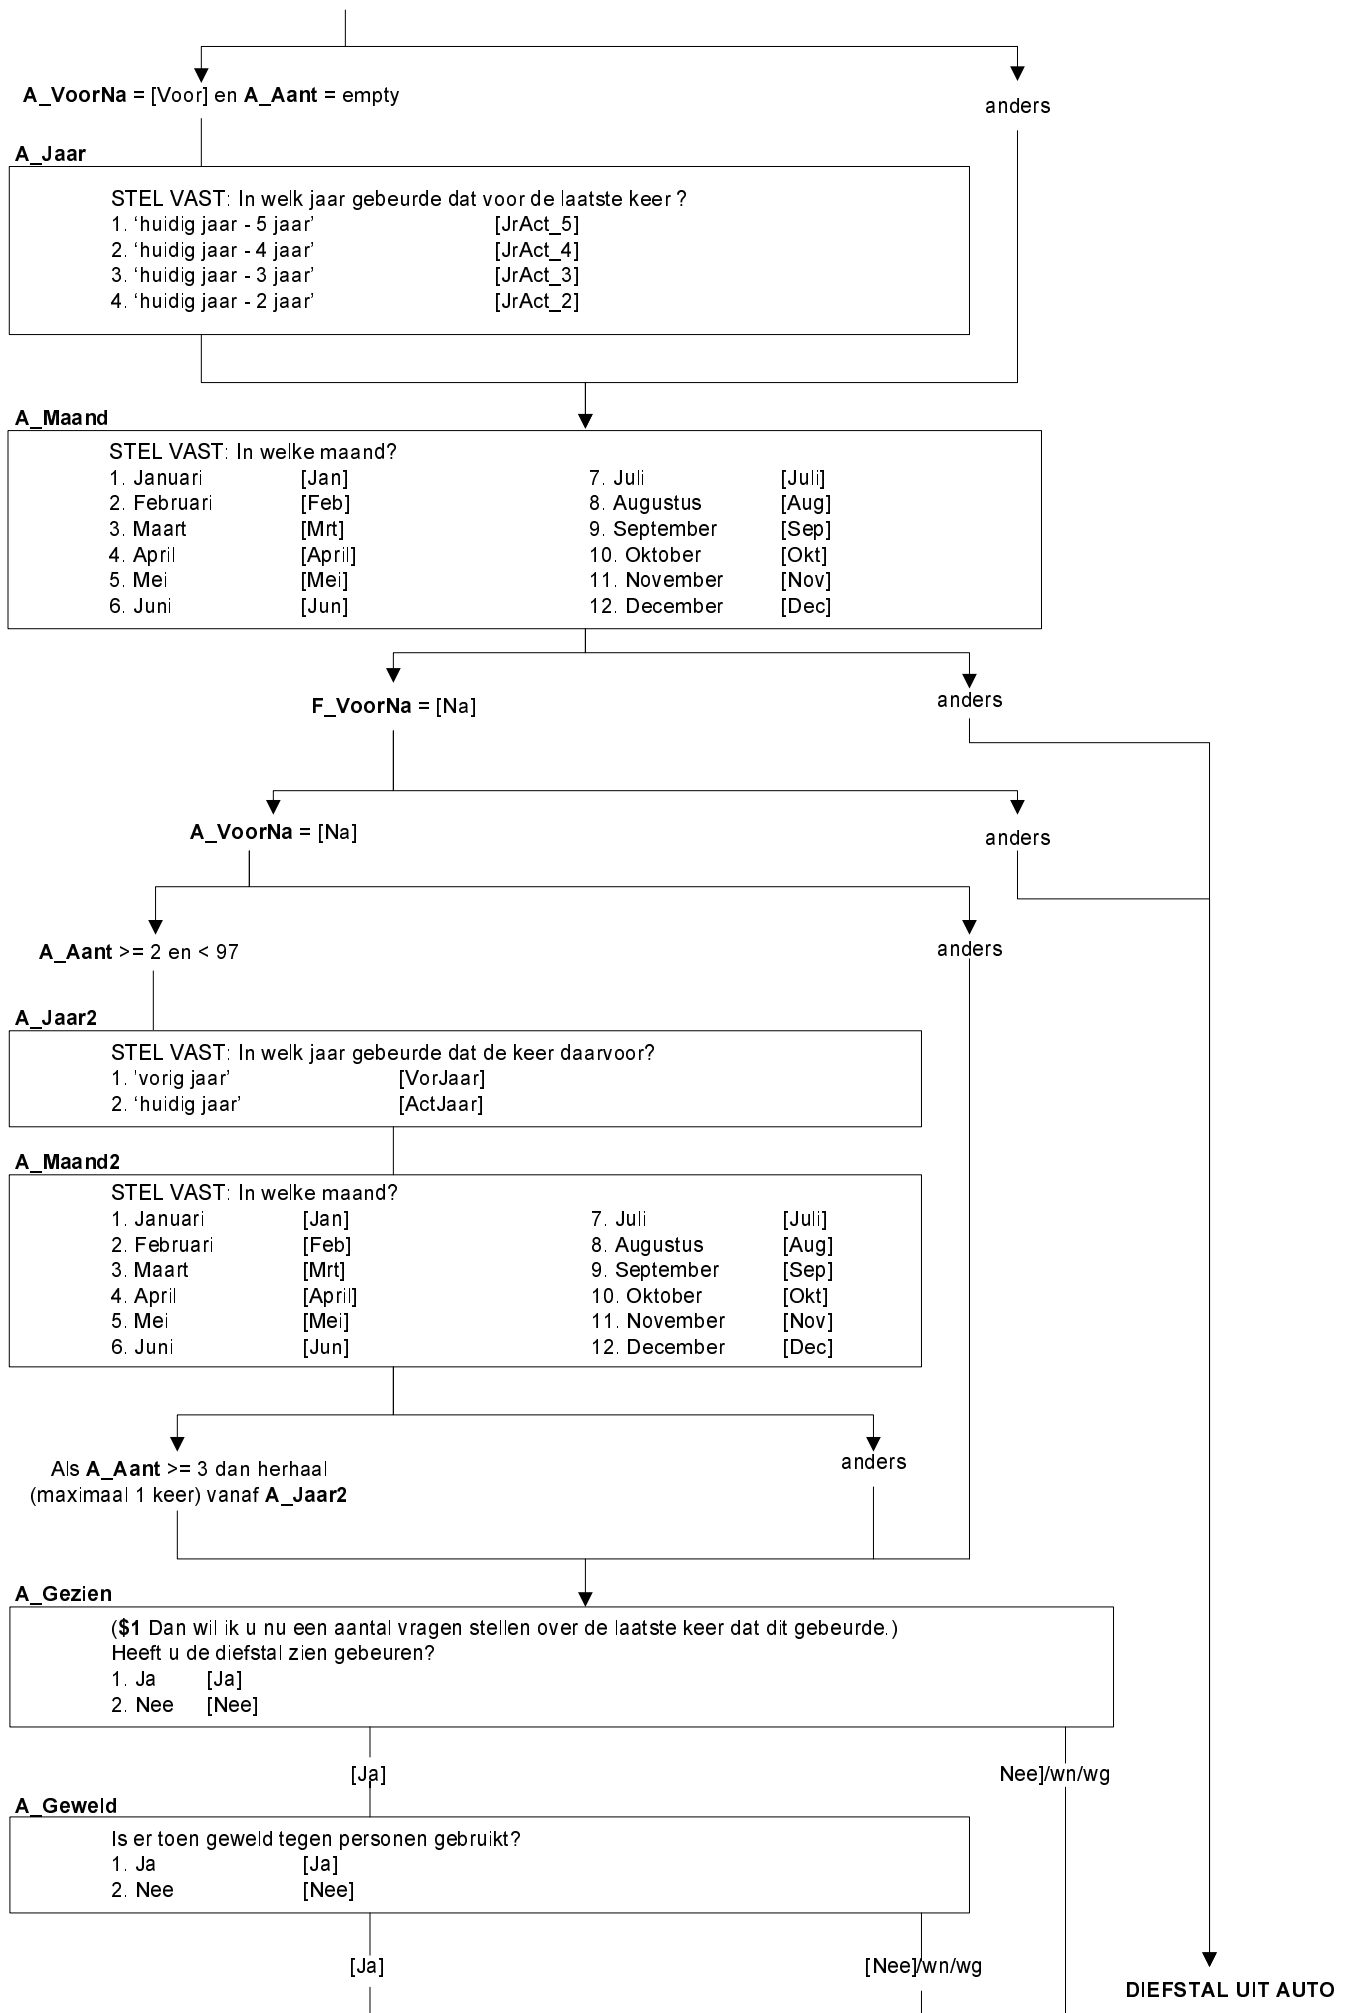 A_VoorNa = [Voor] en A_Aant = empty
anders
A_Jaar
STEL VAST: In welk jaar gebeurde dat voor de laatste keer ?
1. ‘huidig jaar - 5 jaar’ [JrAct_5]
2. ‘huidig jaar - 4 jaar’ [JrAct_4]
3. ‘huidig jaar - 3 jaar’ [JrAct_3]
4. ‘huidig jaar - 2 jaar’ [JrAct_2]
A_Maand
STEL VAST: In welke maand?
1. Januari [Jan] 7. Juli [Juli]
2. Februari [Feb] 8. Augustus [Aug]
3. Maart [Mrt] 9. September [Sep]
4. April [April] 10. Oktober [Okt]
5. Mei [Mei] 11. November [Nov]
6. Juni [Jun] 12. December [Dec]
F_VoorNa = [Na]
anders
A_VoorNa = [Na]
anders
A_Aant >= 2 en < 97
anders
A_Jaar2
STEL VAST: In welk jaar gebeurde dat de keer daarvoor?
1. 'vorig jaar’ [VorJaar]
2. ‘huidig jaar’ [ActJaar]
A_Maand2
STEL VAST: In welke maand?
1. Januari [Jan] 7. Juli [Juli]
2. Februari [Feb] 8. Augustus [Aug]
3. Maart [Mrt] 9. September [Sep]
4. April [April] 10. Oktober [Okt]
5. Mei [Mei] 11. November [Nov]
6. Juni [Jun] 12. December [Dec]
Als A_Aant >= 3 dan herhaal
(maximaal 1 keer) vanaf A_Jaar2
anders
A_Gezien
($1 Dan wil ik u nu een aantal vragen stellen over de laatste keer dat dit gebeurde.)
Heeft u de diefstal zien gebeuren?
1. Ja [Ja]
2. Nee [Nee]
[Ja] Nee]/wn/wg
A_Geweld
Is er toen geweld tegen personen gebruikt?
1. Ja [Ja]
2. Nee [Nee]
[Ja] [Nee]/wn/wg
DIEFSTAL UIT AUTO